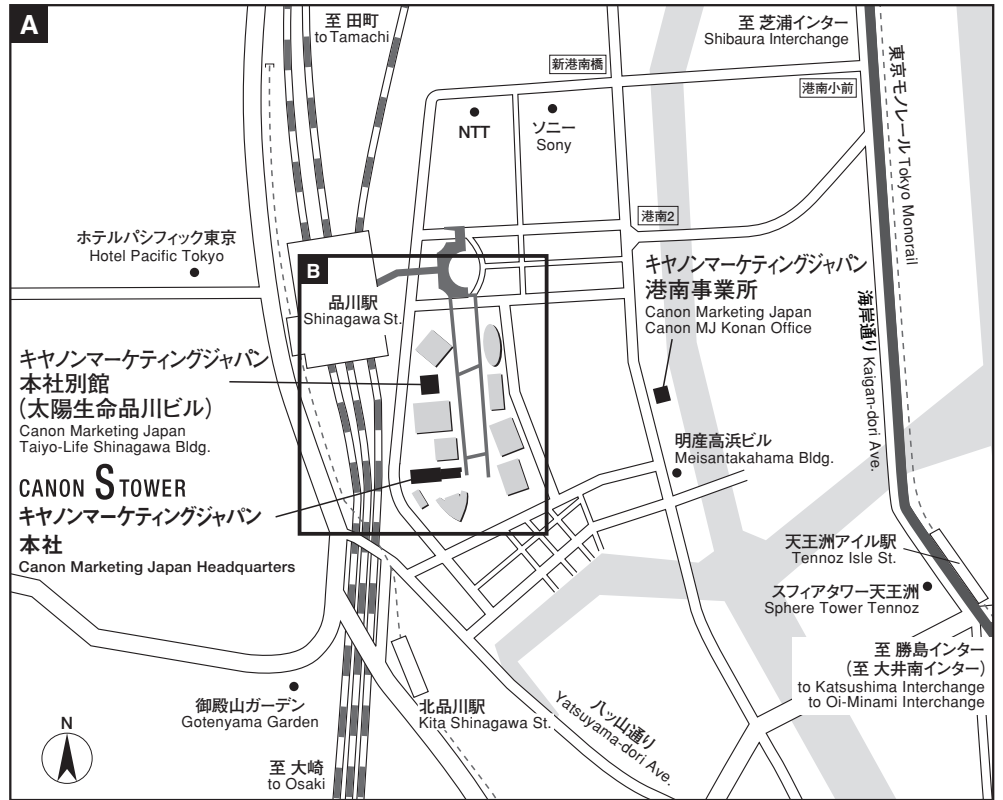 A
至 田町
to Tamachi
至 芝浦インター
Shibaura Interchange
新港南橋
港南小前
NTT
ソニー
Sony
東京モノレール Tokyo Monorail
港南2
ホテルパシフィック東京
Hotel Pacific Tokyo
B
品川駅
Shinagawa St.
キヤノンマーケティングジャパン
港南事業所
Canon Marketing Japan
Canon MJ Konan Office
海岸通り Kaigan-dori Ave.
キヤノンマーケティングジャパン
本社別館
(太陽生命品川ビル)
Canon Marketing Japan
Taiyo-Life Shinagawa Bldg.
明産高浜ビル
Meisantakahama Bldg.
CANON S TOWER
キヤノンマーケティングジャパン
本社
Canon Marketing Japan Headquarters
天王洲アイル駅
Tennoz Isle St.
スフィアタワー天王洲
Sphere Tower Tennoz
至 勝島インター
(至 大井南インター)
to Katsushima Interchange
to Oi-Minami Interchange
御殿山ガーデン
Gotenyama Garden
北品川駅
Kita Shinagawa St.
八ッ山通り
Yatsuyama-dori Ave.
N
至 大崎
to Osaki